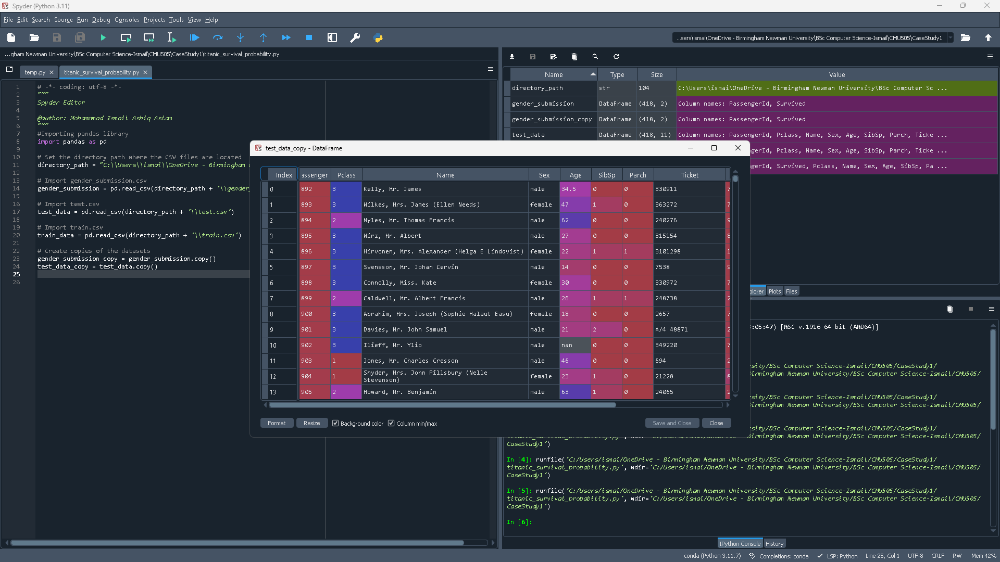 Spyder (Python 3.11)
File Edit Search Source Run Debug Consoles Projects Tools View Help
...sers\ismai\OneDrive - Birmingham Newman University\BSc Computer Science-Ismail\CMU505\CaseStudy1
...gham Newman University\BSc Computer Science-Ismail\CMU505\CaseStudy1\titanic_survival_probability.py
temp.py titanic_survival_probability.py
1 # -*- coding: utf-8 -*-
2 """
3 Spyder Editor
4
5 @author: Mohammmad Ismail Ashiq Aslam
6 """
7 #Importing pandas library
8 import pandas as pd
9
10 # Set the directory path where the CSV files are located
11 directory_path = "C:\\Users\\ismai\\OneDrive - Birmingham
12
13 # Import gender_submission.csv
14 gender_submission = pd.read_csv(directory_path + '\\gender_
15
16 # Import test.csv
17 test_data = pd.read_csv(directory_path + '\\test.csv')
18
19 # Import train.csv
20 train_data = pd.read_csv(directory_path + '\\train.csv')
21
22 # Create copies of the datasets
23 gender_submission_copy = gender_submission.copy()
24 test_data_copy = test_data.copy()
25
26
Name Type Size Value
directory_path str 104 C:\Users\ismai\OneDrive - Birmingham Newman University\BSc Computer Sc ...
gender_submission DataFrame (418, 2) Column names: PassengerId, Survived
gender_submission_copy DataFrame (418, 2) Column names: PassengerId, Survived
test_data DataFrame (418, 11) Column names: PassengerId, Pclass, Name, Sex, Age, SibSp, Parch, Ticke ...
gerId, Pclass, Name, Sex, Age, SibSp, Parch, Ticke ...
gerId, Survived, Pclass, Name, Sex, Age, SibSp, Pa ...
test_data_copy - DataFrame
Index assenger Pclass Name Sex Age SibSp Parch Ticket
0 892 3 Kelly, Mr. James male 34.5 0 0 330911 7
1 893 3 Wilkes, Mrs. James (Ellen Needs) female 47 1 0 363272 7
2 894 2 Myles, Mr. Thomas Francis male 62 0 0 240276 9
3 895 3 Wirz, Mr. Albert male 27 0 0 315154 8
4 896 3 Hirvonen, Mrs. Alexander (Helga E Lindqvist) female 22 1 1 3101298 1
5 897 3 Svensson, Mr. Johan Cervin male 14 0 0 7538 9
6 898 3 Connolly, Miss. Kate female 30 0 0 330972 7
7 899 2 Caldwell, Mr. Albert Francis male 26 1 1 248738 2
8 900 3 Abrahim, Mrs. Joseph (Sophie Halaut Easu) female 18 0 0 2657 7
9 901 3 Davies, Mr. John Samuel male 21 2 0 A/4 48871 2
10 902 3 Ilieff, Mr. Ylio male nan 0 0 349220 7
11 903 1 Jones, Mr. Charles Cresson male 46 0 0 694 2
12 904 1 Snyder, Mrs. John Pillsbury (Nelle
Stevenson) female 23 1 0 21228 8
13 905 2 Howard, Mr. Benjamin male 63 1 0 24065 2
Format Resize Background color Column min/max Save and Close Close
plorer Plots Files
:05:47) [MSC v.1916 64 bit (AMD64)]
sity/BSc Computer Science-Ismail/CMU505/CaseStudy1/
Birmingham Newman University/BSc Computer Science-Ismail/CMU505/
sity/BSc Computer Science-Ismail/CMU505/CaseStudy1/
Birmingham Newman University/BSc Computer Science-Ismail/CMU505/
sity/BSc Computer Science-Ismail/CMU505/CaseStudy1/
titanic_survival_probability.py', wdir='C:/Users/ismai/OneDrive - Birmingham Newman University/BSc Computer Science-Ismail/CMU505/
CaseStudy1')
In [4]: runfile('C:/Users/ismai/OneDrive - Birmingham Newman University/BSc Computer Science-Ismail/CMU505/CaseStudy1/
titanic_survival_probability.py', wdir='C:/Users/ismai/OneDrive - Birmingham Newman University/BSc Computer Science-Ismail/CMU505/
CaseStudy1')
In [5]: runfile('C:/Users/ismai/OneDrive - Birmingham Newman University/BSc Computer Science-Ismail/CMU505/CaseStudy1/
titanic_survival_probability.py', wdir='C:/Users/ismai/OneDrive - Birmingham Newman University/BSc Computer Science-Ismail/CMU505/
CaseStudy1')
In [6]:
IPython Console History
conda (Python 3.11.7) Completions: conda LSP: Python Line 25, Col 1 UTF-8 CRLF RW Mem 42%